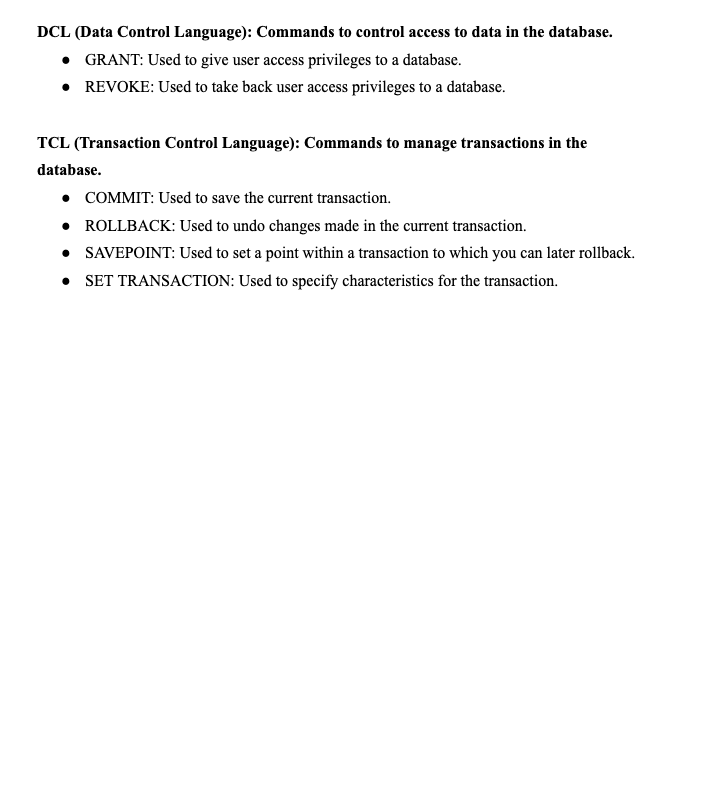 DCL (Data Control Language): Commands to control access to data in the database.
● GRANT: Used to give user access privileges to a database.
● REVOKE: Used to take back user access privileges to a database.
TCL (Transaction Control Language): Commands to manage transactions in the
database.
● COMMIT: Used to save the current transaction.
● ROLLBACK: Used to undo changes made in the current transaction.
● SAVEPOINT: Used to set a point within a transaction to which you can later rollback.
● SET TRANSACTION: Used to specify characteristics for the transaction.